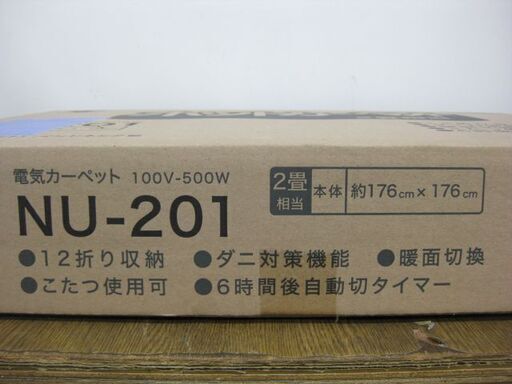 電気カーペット 100V-500W
NU-201
2畳相当 本体 約176cm×176cm
●12折り収納 ●ダニ対策機能 ●暖面切換
●こたつ使用可 ●6時間後自動切タイマー